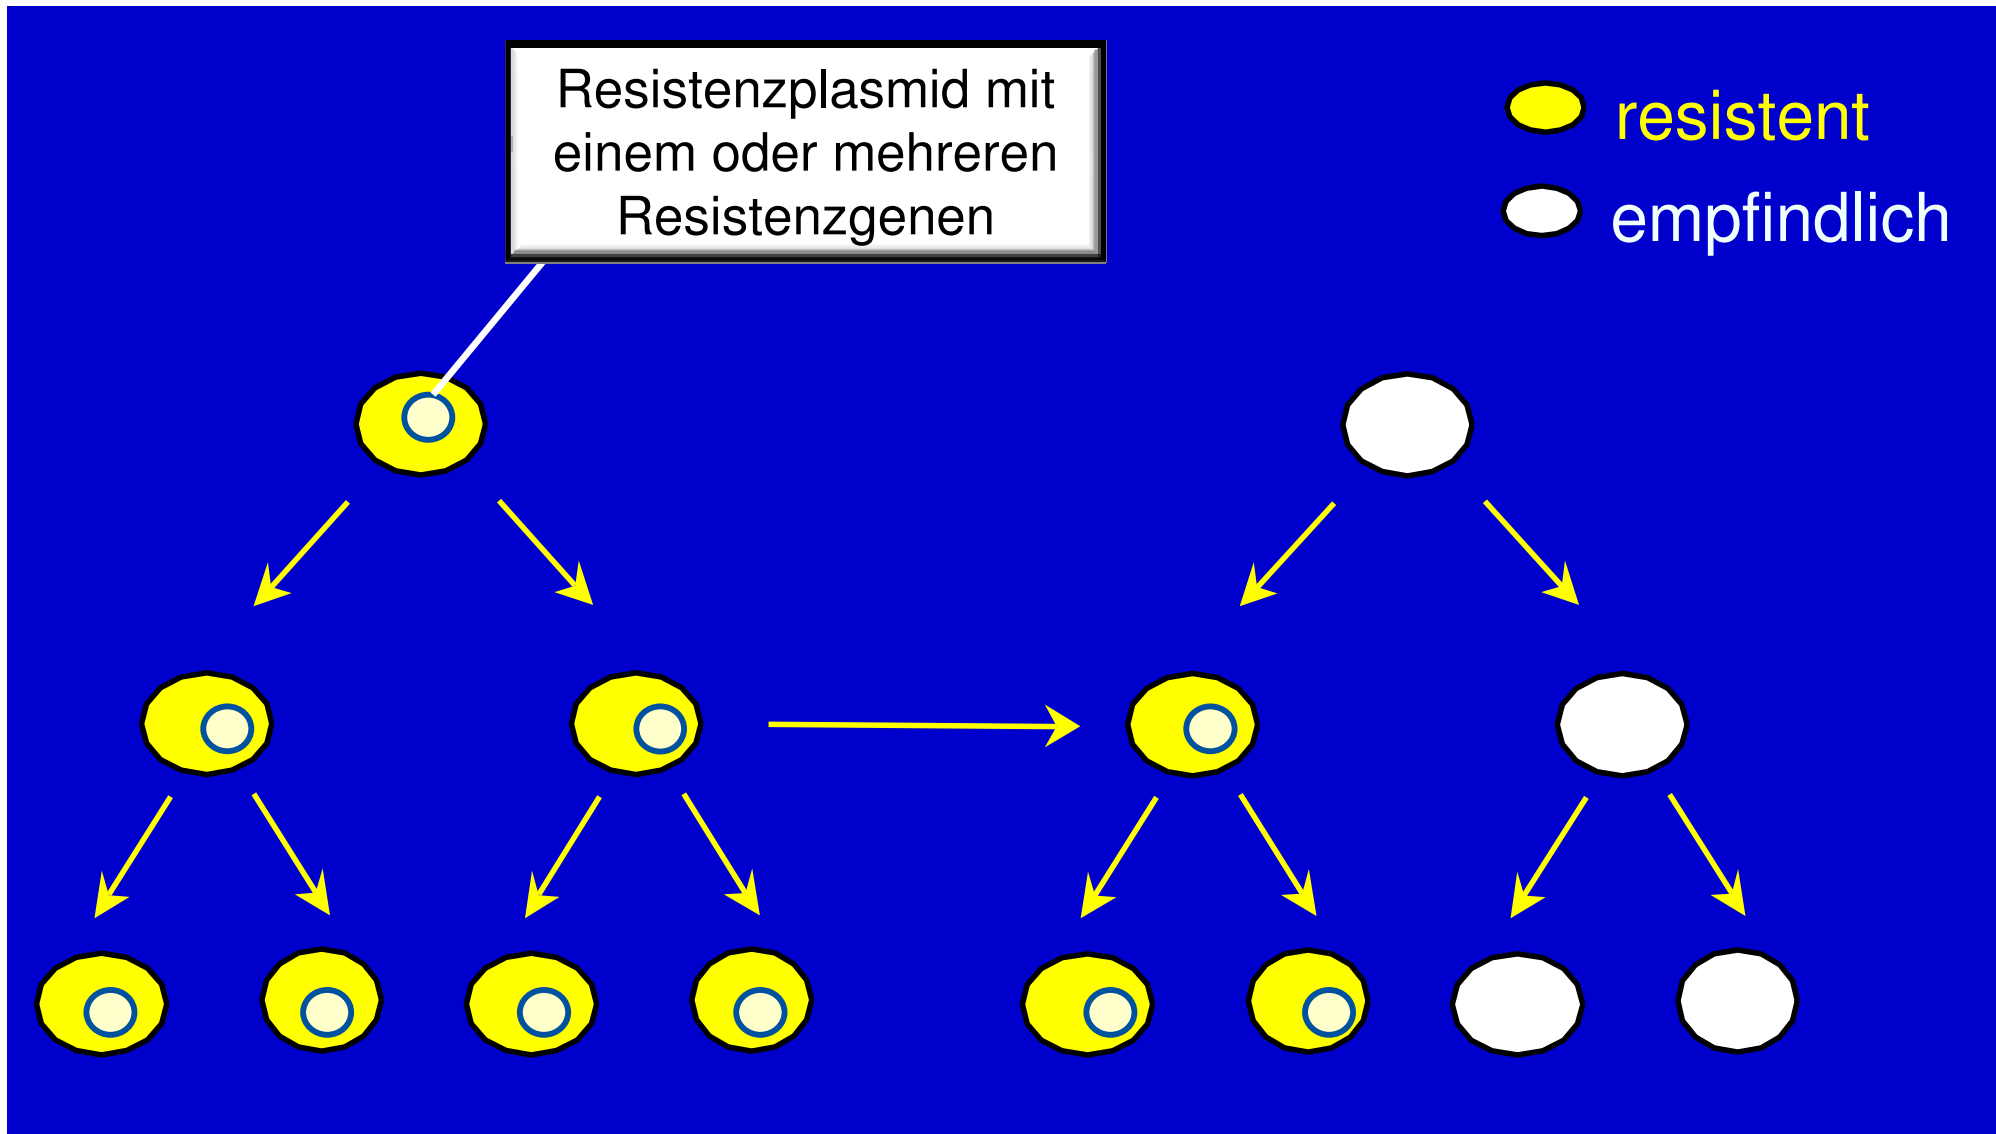 Resistenzplasmid mit
einem oder mehreren
Resistenzgenen
resistent
empfindlich